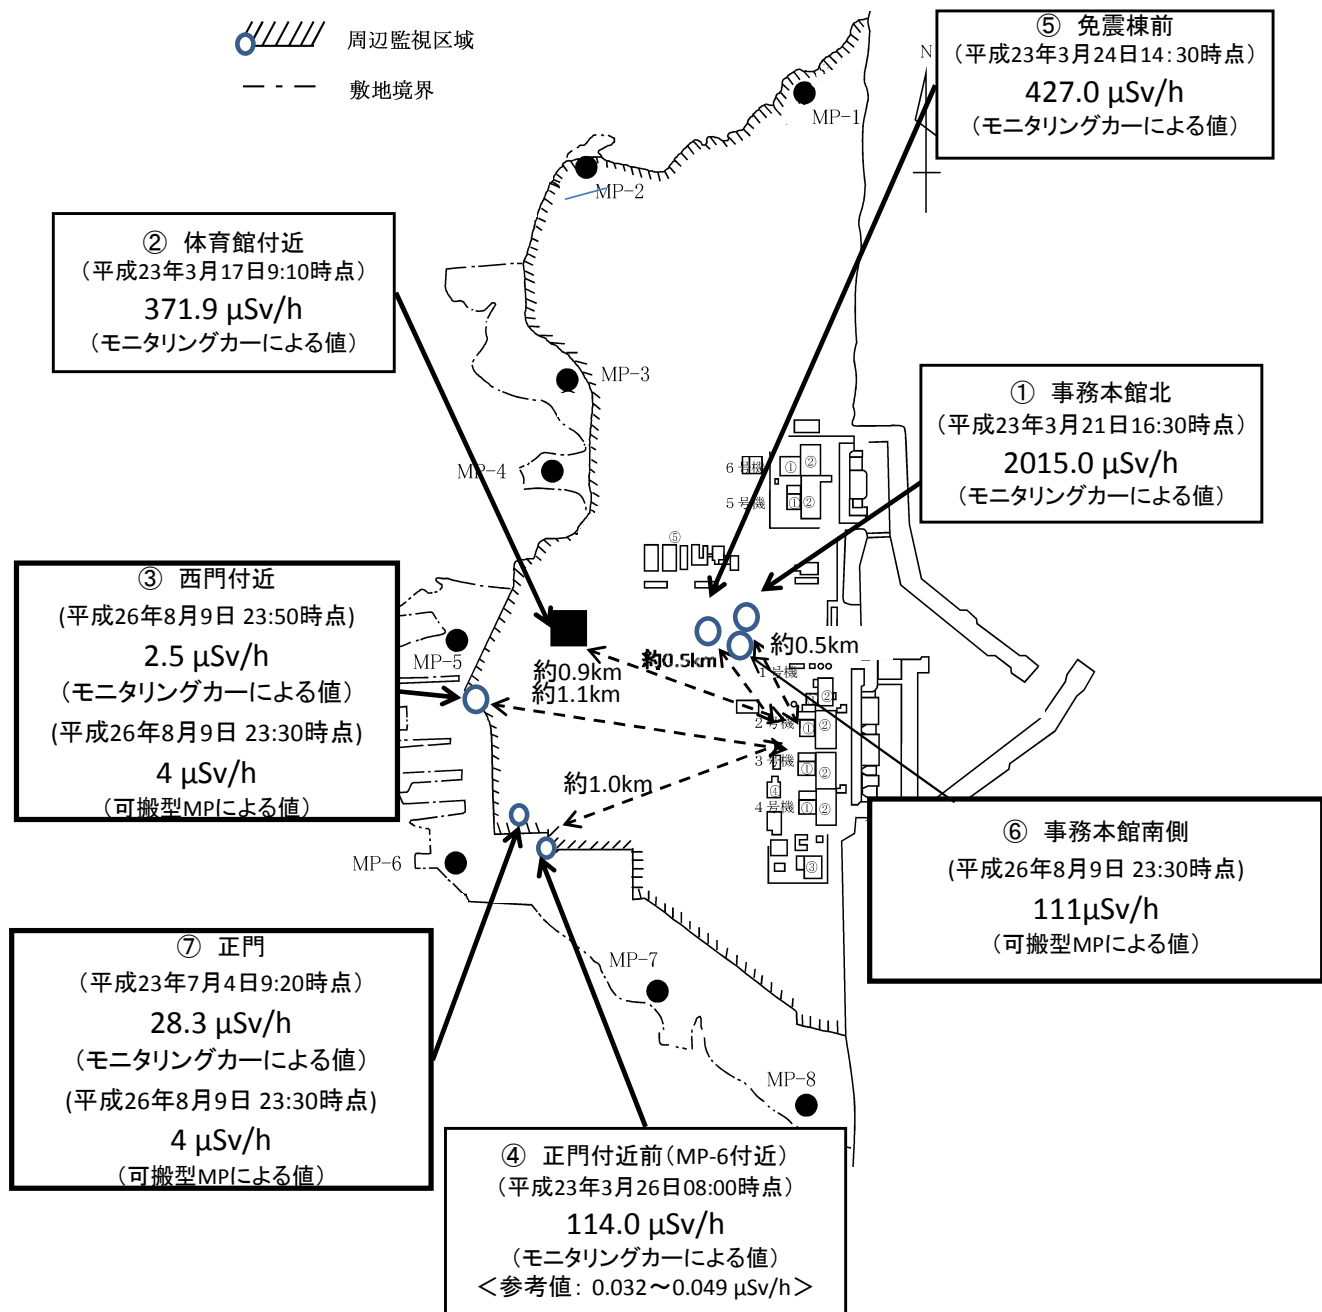 周辺監視区域
敷地境界
⑤ 免震棟前
(平成23年3月24日14:30時点)
427.0 μSv/h
(モニタリングカーによる値)
N
MP-1
MP-2
② 体育館付近
(平成23年3月17日9:10時点)
371.9 μSv/h
(モニタリングカーによる値)
MP-3
① 事務本館北
(平成23年3月21日16:30時点)
2015.0 μSv/h
(モニタリングカーによる値)
MP-4
6号機
① ②
5号機
① ②
⑤
③ 西門付近
(平成26年8月9日 23:50時点)
2.5 μSv/h
(モニタリングカーによる値)
(平成26年8月9日 23:30時点)
4 μSv/h
(可搬型MPによる値)
MP-5
約0.9km
約1.1km
約0.5km
約0.5km
1号機
②
2号機
① ②
3号機
① ②
④
4号機
① ②
③
約1.0km
MP-6
⑥ 事務本館南側
(平成26年8月9日 23:30時点)
111μSv/h
(可搬型MPによる値)
⑦ 正門
(平成23年7月4日9:20時点)
28.3 μSv/h
(モニタリングカーによる値)
(平成26年8月9日 23:30時点)
4 μSv/h
(可搬型MPによる値)
MP-7
MP-8
④ 正門付近前(MP-6付近)
(平成23年3月26日08:00時点)
114.0 μSv/h
(モニタリングカーによる値)
<参考値: 0.032～0.049 μSv/h>